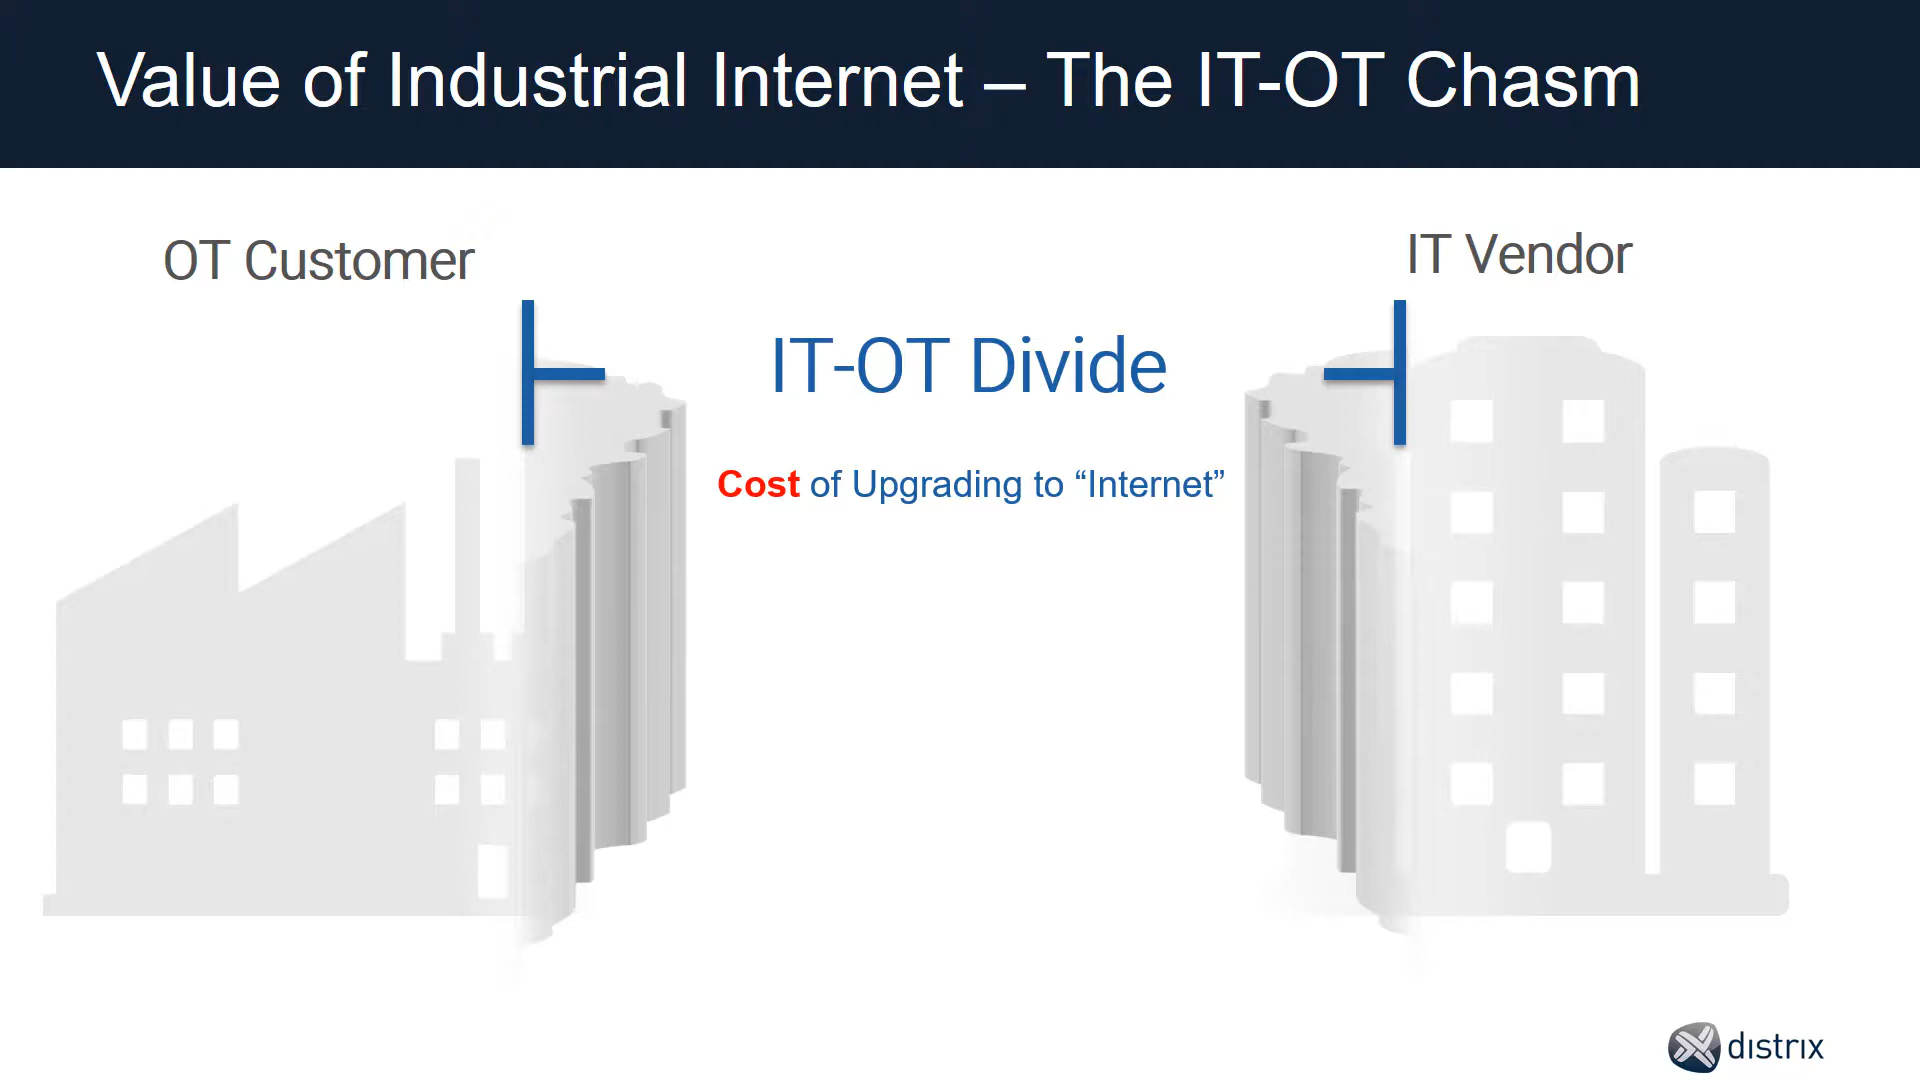 Value of Industrial Internet – The IT-OT Chasm
OT Customer
IT Vendor
IT-OT Divide
Cost of Upgrading to “Internet”
distrix